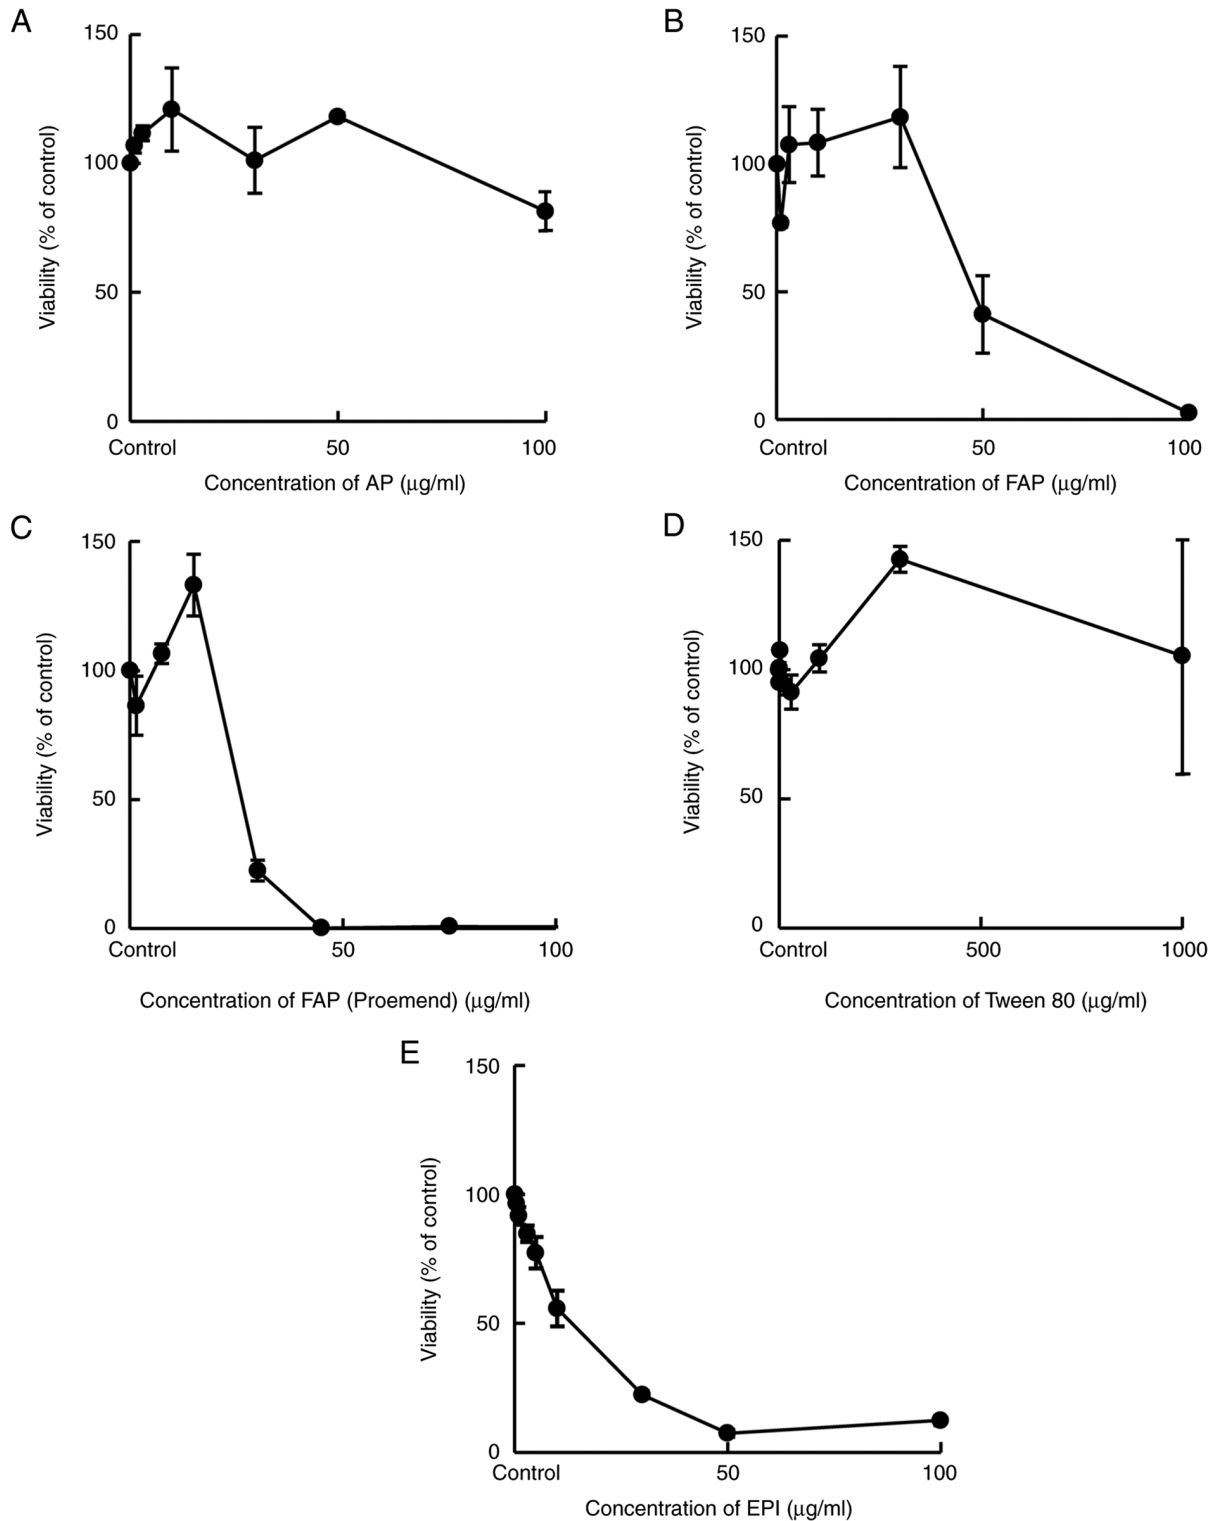 A
150
100
50
0
Viability (% of control)
Control 50 100
Concentration of AP (μg/ml)
B
150
100
50
0
Viability (% of control)
Control 50 100
Concentration of FAP (μg/ml)
C
150
100
50
0
Viability (% of control)
Control 50 100
Concentration of FAP (Proemend) (μg/ml)
D
150
100
50
0
Viability (% of control)
Control 500 1000
Concentration of Tween 80 (μg/ml)
E
150
100
50
0
Viability (% of control)
Control 50 100
Concentration of EPI (μg/ml)